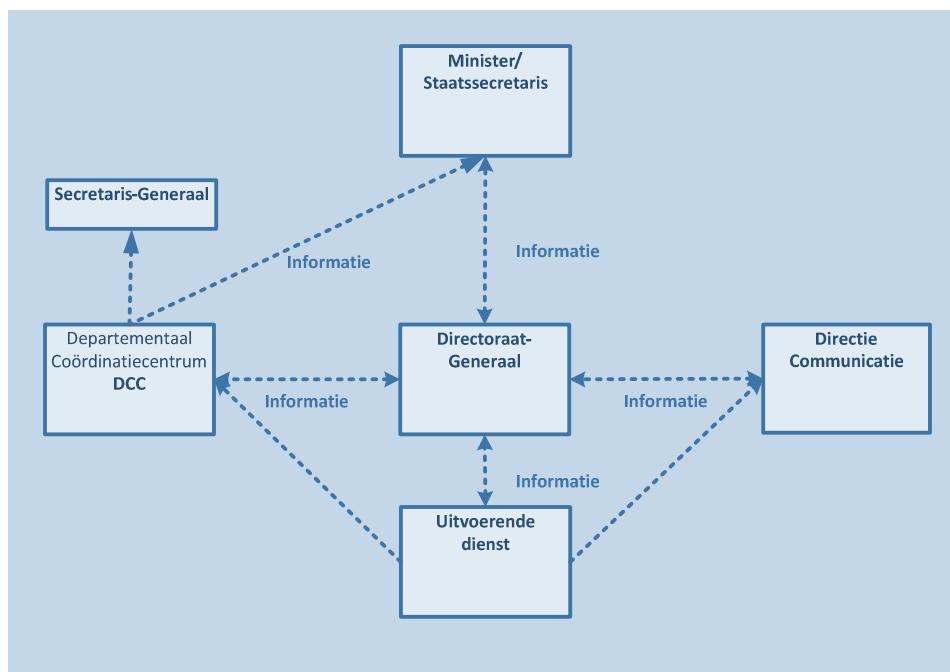 Minister/
Staatssecretaris
Secretaris-Generaal
Informatie
Informatie
Departementaal
Coördinatiecentrum
DCC
Directoraat-
Generaal
Directie
Communicatie
Informatie
Informatie
Informatie
Uitvoerende
dienst